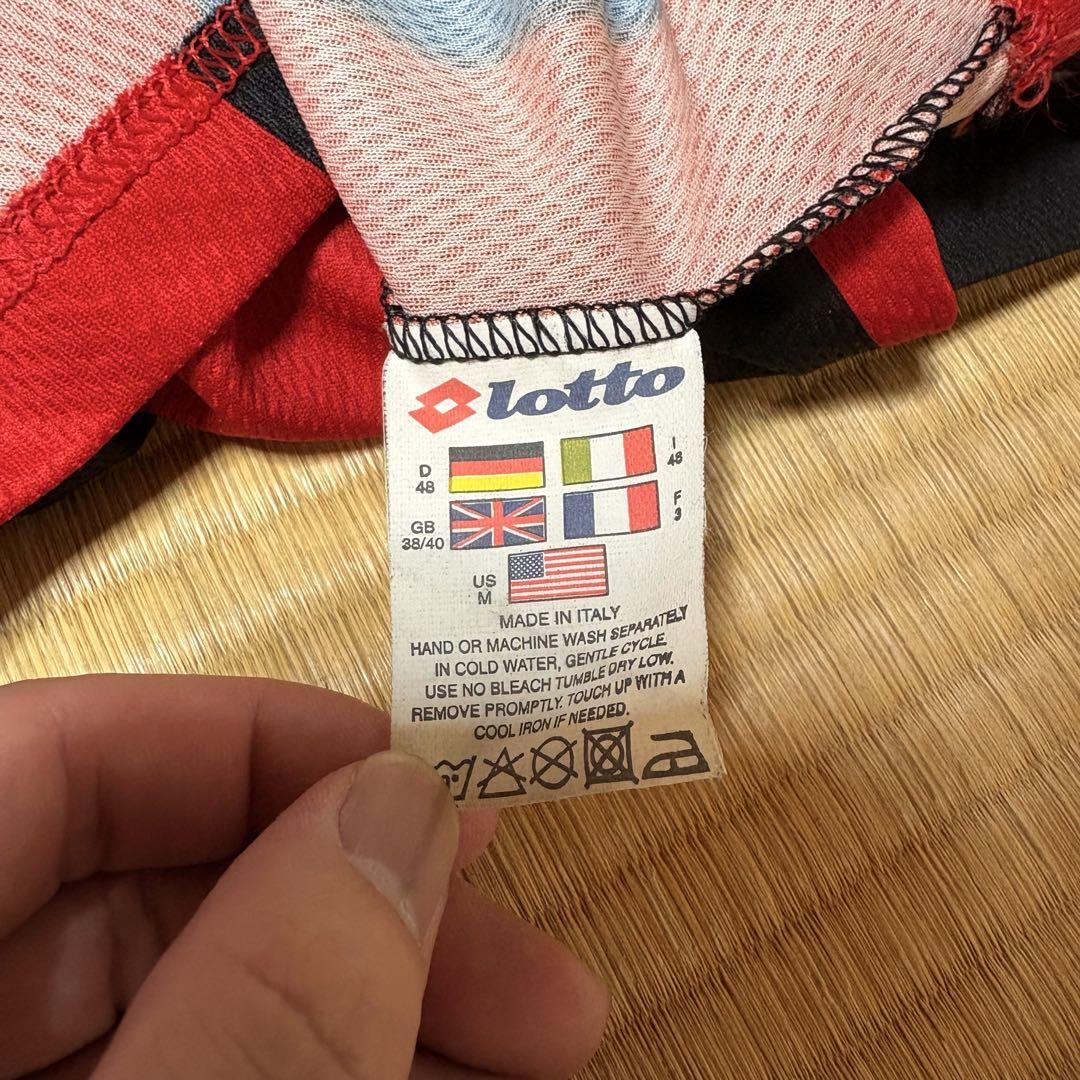 lotto
D
48
I
48
GB
38/40
F
3
US
M
MADE IN ITALY
HAND OR MACHINE WASH SEPARATELY
IN COLD WATER, GENTLE CYCLE.
USE NO BLEACH TUMBLE DRY LOW.
REMOVE PROMPTLY. TOUCH UP WITH A
COOL IRON IF NEEDED.